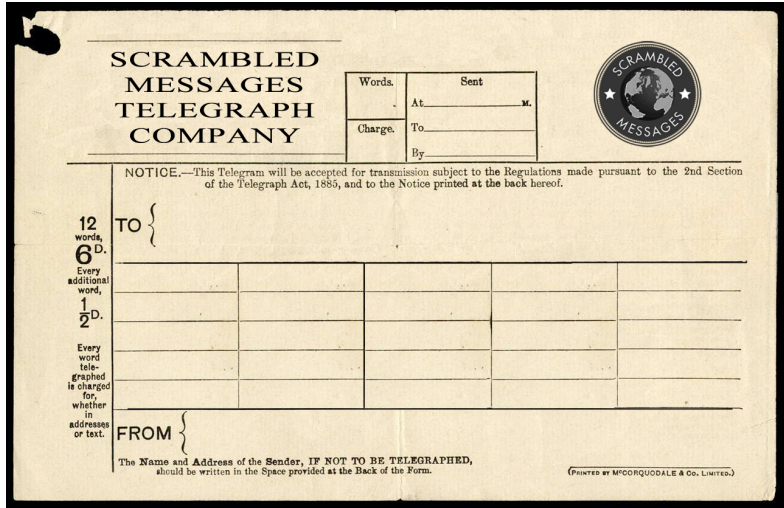 SCRAMBLED
MESSAGES
TELEGRAPH
COMPANY
Words.
Charge.
Sent
At M.
To
By
SCRAMBLED
MESSAGES
NOTICE.—This Telegram will be accepted for transmission subject to the Regulations made pursuant to the 2nd Section
of the Telegraph Act, 1885, and to the Notice printed at the back hereof.
12
words,
6D.
Every
additional
word,
1/2D.
Every
word
tele-
graphed
is charged
for,
whether
in
addresses
or text.
TO {
FROM {
The Name and Address of the Sender, IF NOT TO BE TELEGRAPHED,
should be written in the Space provided at the Back of the Form.
(PRINTED BY MCCORQUODALE & CO. LIMITED.)